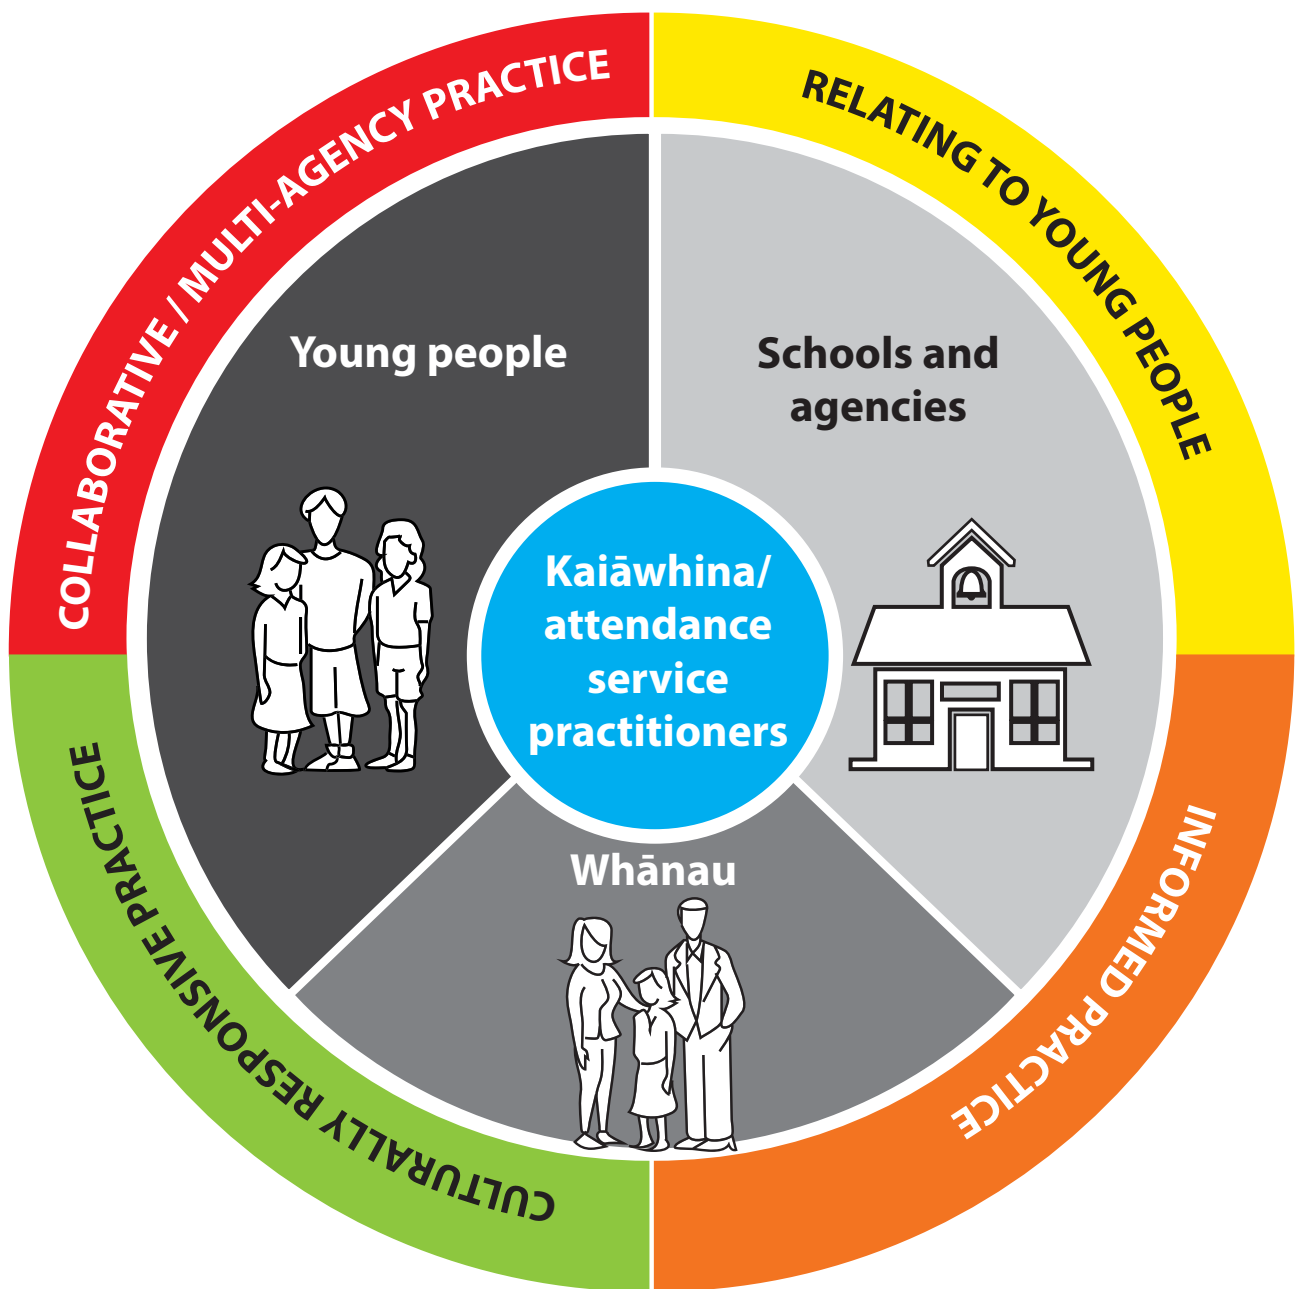 COLLABORATIVE / MULTI-AGENCY PRACTICE
RELATING TO YOUNG PEOPLE
Young people
Schools and
agencies
Kaiāwhina/
attendance
service
practitioners
Whānau
CULTURALLY RESPONSIVE PRACTICE
INFORMED PRACTICE